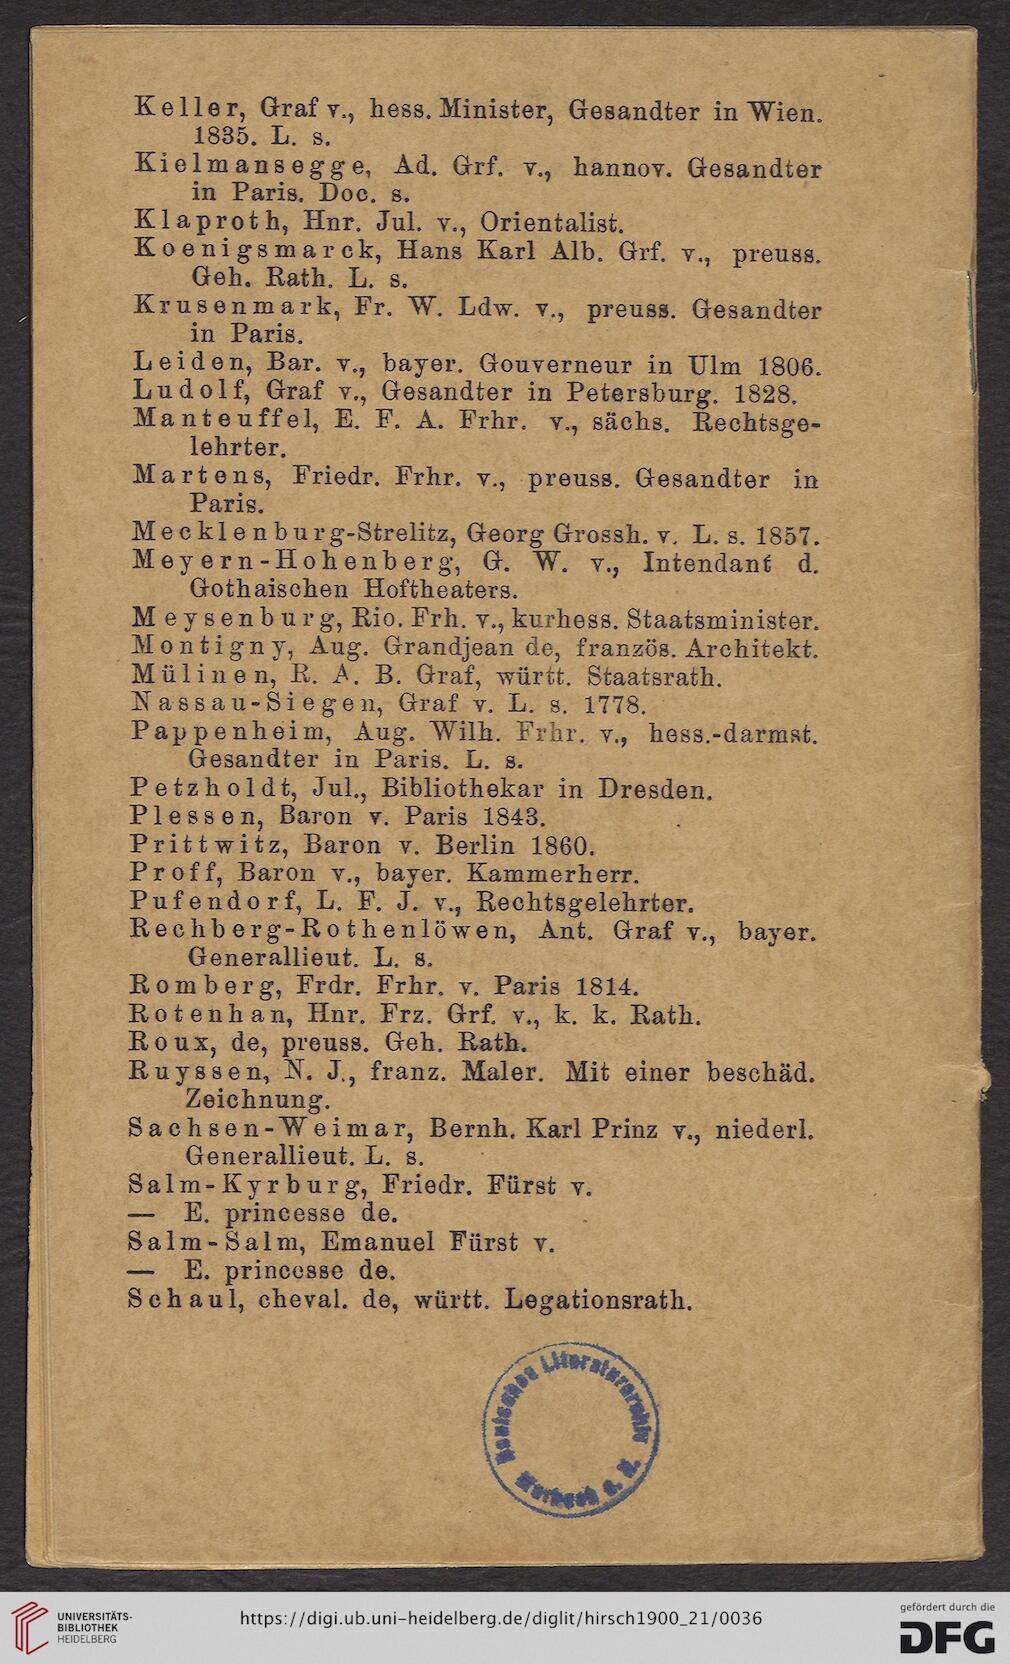 Keller, Graf v., hess. Minister, Gesandter in Wien.
1835. L. s.
Kielmansegge, Ad. Grf. v., hannov. Gesandter
in Paris. Doc. s.
Klaproth, Hnr. Jul. v., Orientalist.
Koenigsmarck, Hans Karl Alb. Grf. v., preuss.
Geh. Rath. L. s.
Krusenmark, Fr. W. Ldw. v., preuss. Gesandter
in Paris.
Leiden, Bar. v., bayer. Gouverneur in Ulm 1806.
Ludolf, Graf v., Gesandter in Petersburg. 1828.
Manteuffel, E. F. A. Frhr. v., sächs. Rechtsge-
lehrter.
Martens, Friedr. Frhr. v., preuss. Gesandter in
Paris.
Mecklenburg-Strelitz, Georg Grossh. v. L. s. 1857.
Meyern-Hohenberg, G. W. v., Intendant d.
Gothaischen Hoftheaters.
Meysenburg, Rio. Frh. v., kurhess. Staatsminister.
Montigny, Aug. Grandjean de, französ. Architekt.
Mülinen, R. A. B. Graf, württ. Staatsrath.
Nassau-Siegen, Graf v. L. s. 1778.
Pappenheim, Aug. Wilh. Frhr. v., hess.-darmst.
Gesandter in Paris. L. s.
Petzholdt, Jul., Bibliothekar in Dresden.
Plessen, Baron v. Paris 1843.
Prittwitz, Baron v. Berlin 1860.
Proff, Baron v., bayer. Kammerherr.
Pufendorf, L. F. J. v., Rechtsgelehrter.
Rechberg-Rothenlöwen, Ant. Graf v., bayer.
Generallieut. L. s.
Romberg, Frdr. Frhr. v. Paris 1814.
Rotenhan, Hnr. Frz. Grf. v., k. k. Rath.
Roux, de, preuss. Geh. Rath.
Ruyssen, N. J., franz. Maler. Mit einer beschäd.
Zeichnung.
Sachsen-Weimar, Bernh. Karl Prinz v., niederl.
Generallieut. L. s.
Salm-Kyrburg, Friedr. Fürst v.
— E. princesse de.
Salm-Salm, Emanuel Fürst v.
— E. princesse de.
Schaul, cheval. de, württ. Legationsrath.
Literaturarchiv
Marbach a. N.
UNIVERSITÄTS-
BIBLIOTHEK
HEIDELBERG
https://digi.ub.uni-heidelberg.de/diglit/hirsch1900_21/0036
gefördert durch die
DFG